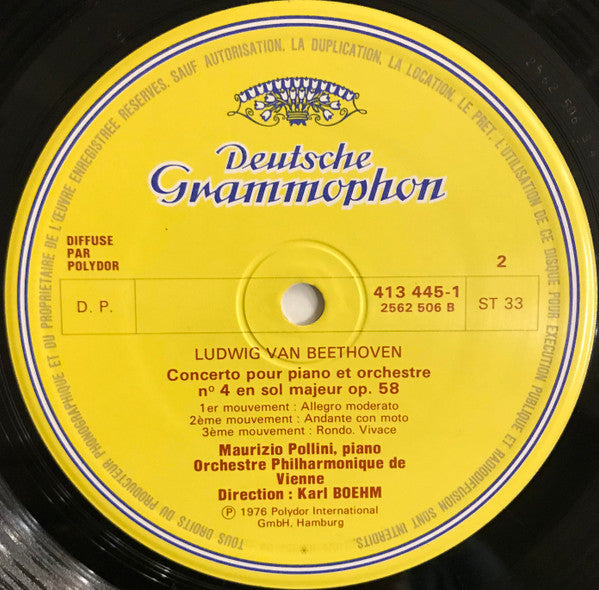 Deutsche
Grammophon
DIFFUSE
PAR
POLYDOR
2
D. P.
413 445-1
2562 506 B
ST 33
LUDWIG VAN BEETHOVEN
Concerto pour piano et orchestre
nº 4 en sol majeur op. 58
1er mouvement : Allegro moderato
2ème mouvement : Andante con moto
3ème mouvement : Rondo. Vivace
Maurizio Pollini, piano
Orchestre Philharmonique de
Vienne
Direction : Karl BOEHM
Ⓟ 1976 Polydor International
GmbH, Hamburg
*
TOUS DROITS DU PRODUCTEUR PHONOGRAPHIQUE ET DU PROPRIETAIRE DE L'ŒUVRE ENREGISTREE RESERVES. SAUF AUTORISATION, LA DUPLICATION, LA LOCATION, LE PRET, L'UTILISATION DE CE DISQUE POUR EXECUTION PUBLIQUE ET RADIODIFFUSION SONT INTERDITS.
2562 506